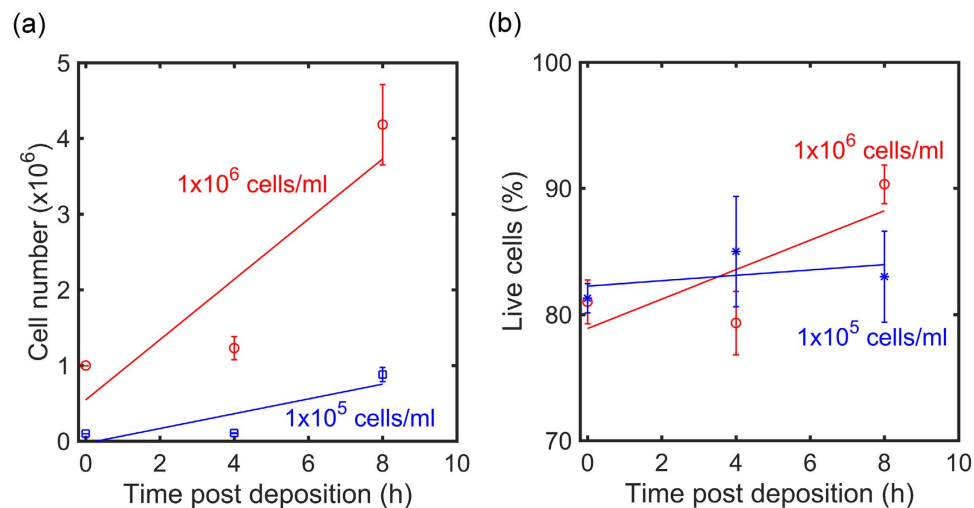 (a)
5
4
3
2
1
0
Cell number (x10^6)
1x10^6 cells/ml
1x10^5 cells/ml
0 2 4 6 8 10
Time post deposition (h)
(b)
100
90
80
70
Live cells (%)
1x10^6 cells/ml
1x10^5 cells/ml
0 2 4 6 8 10
Time post deposition (h)